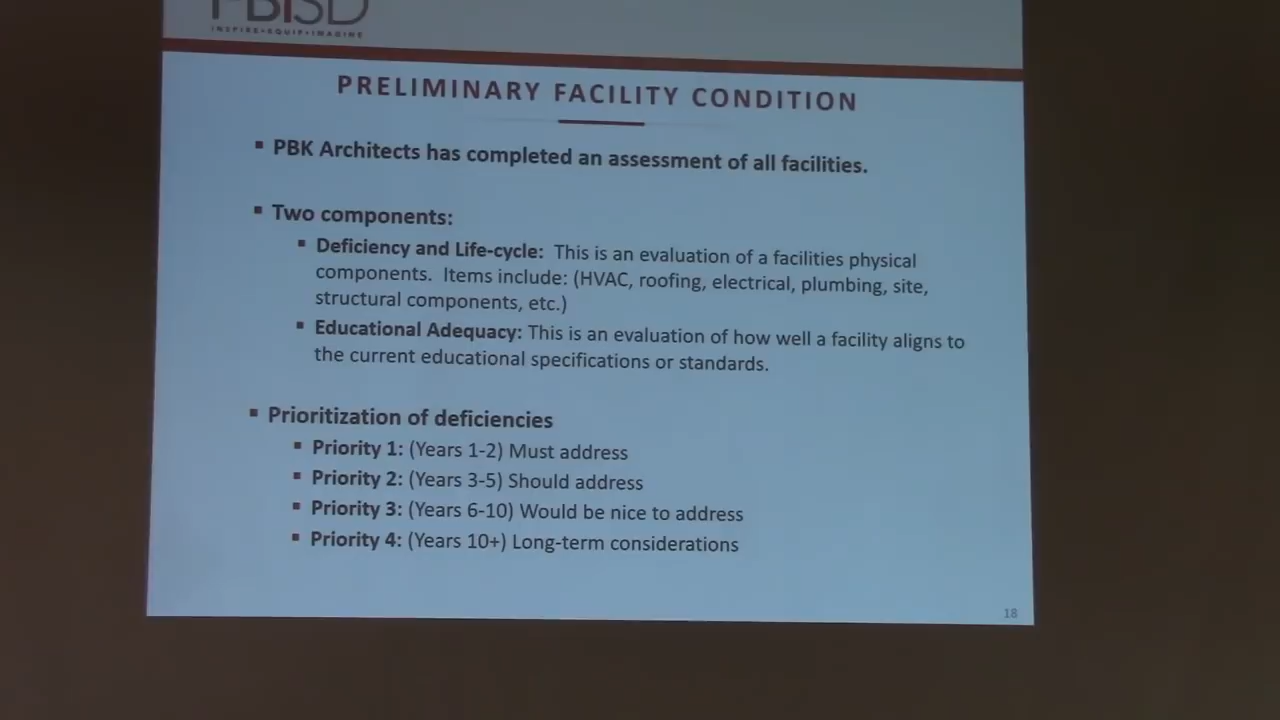 FBISD
INSPIRE•EQUIP•IMAGINE
PRELIMINARY FACILITY CONDITION
▪ PBK Architects has completed an assessment of all facilities.
▪ Two components:
▪ Deficiency and Life-cycle: This is an evaluation of a facilities physical
components. Items include: (HVAC, roofing, electrical, plumbing, site,
structural components, etc.)
▪ Educational Adequacy: This is an evaluation of how well a facility aligns to
the current educational specifications or standards.
▪ Prioritization of deficiencies
▪ Priority 1: (Years 1-2) Must address
▪ Priority 2: (Years 3-5) Should address
▪ Priority 3: (Years 6-10) Would be nice to address
▪ Priority 4: (Years 10+) Long-term considerations
18